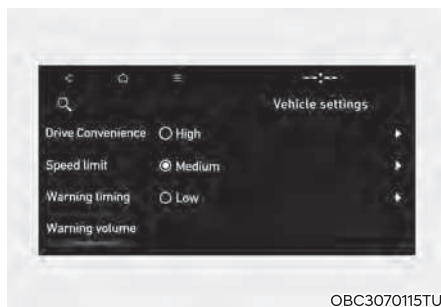 --:--
Vehicle settings
Drive Convenience
High
Speed limit
Medium
Warning timing
Low
Warning volume
OBC3070115TU